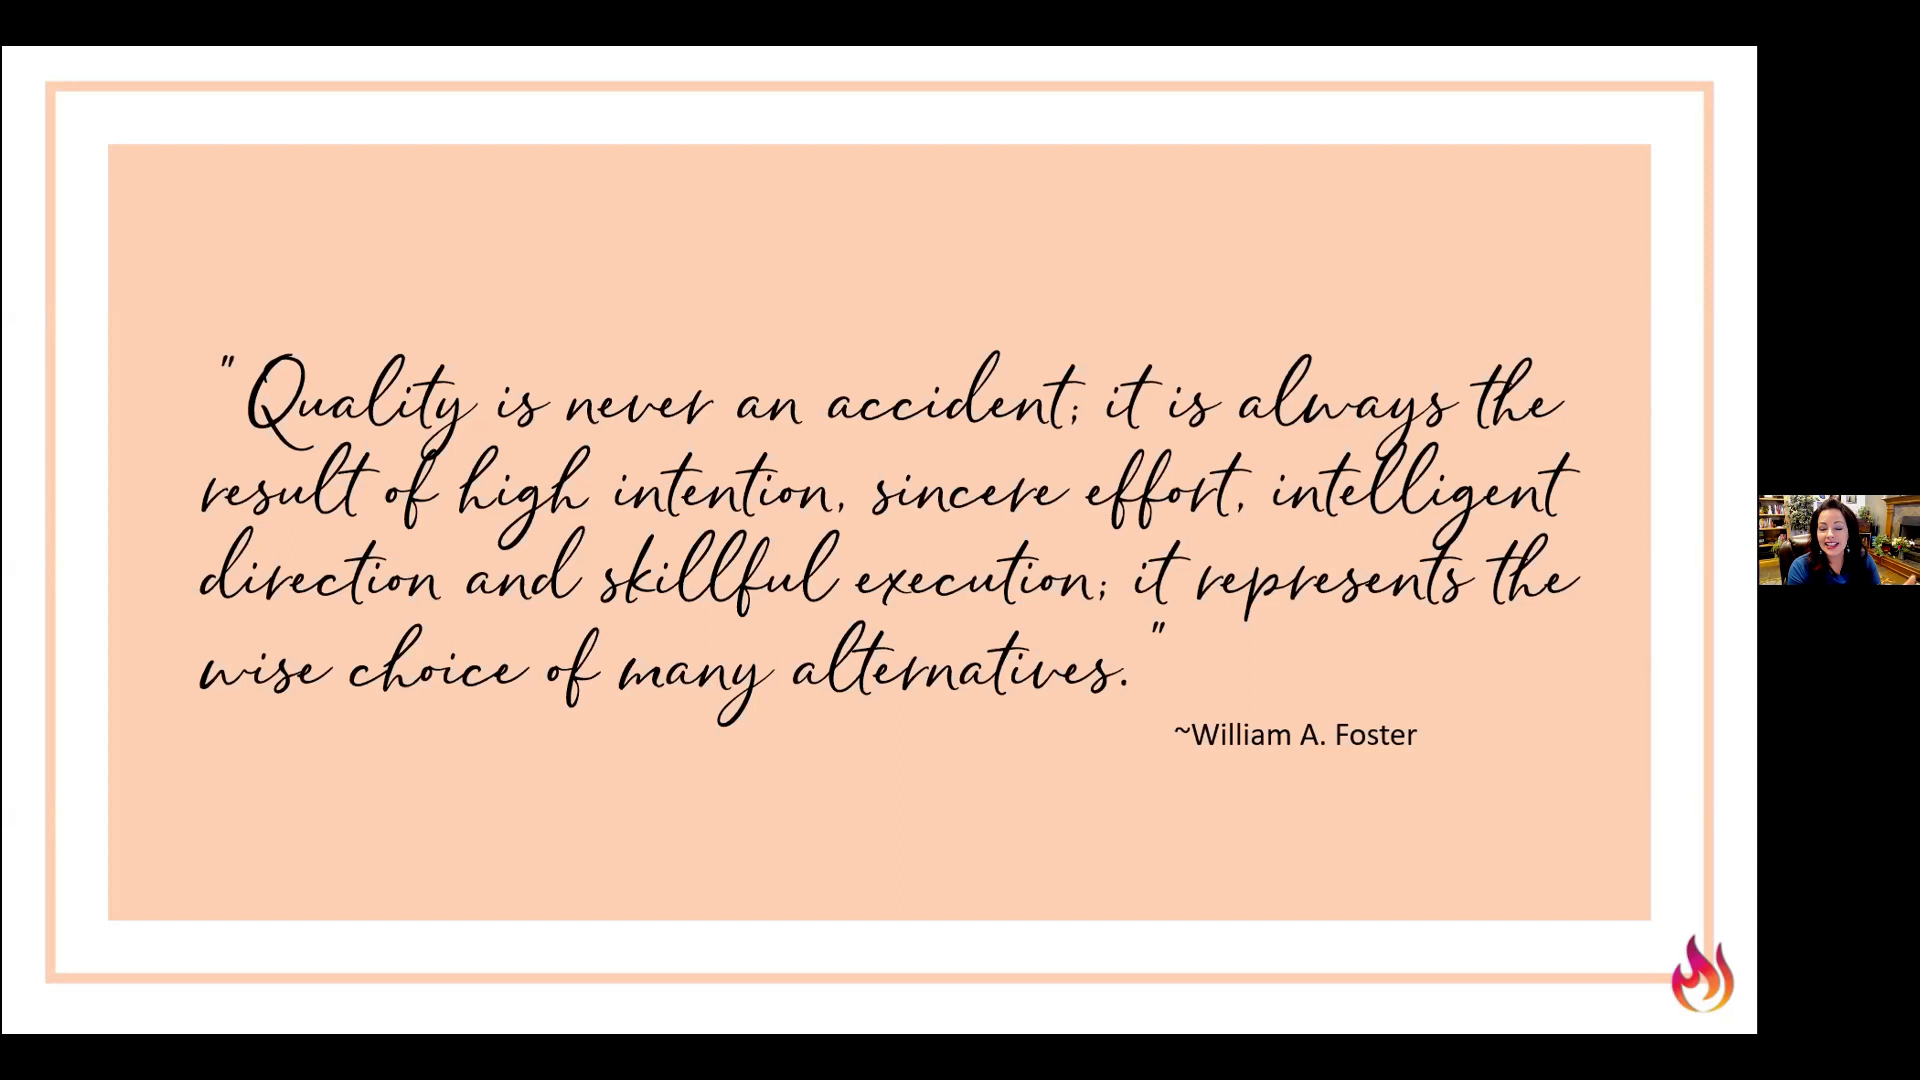 "Quality is never an accident; it is always the
result of high intention, sincere effort, intelligent
direction and skillful execution; it represents the
wise choice of many alternatives."
~William A. Foster